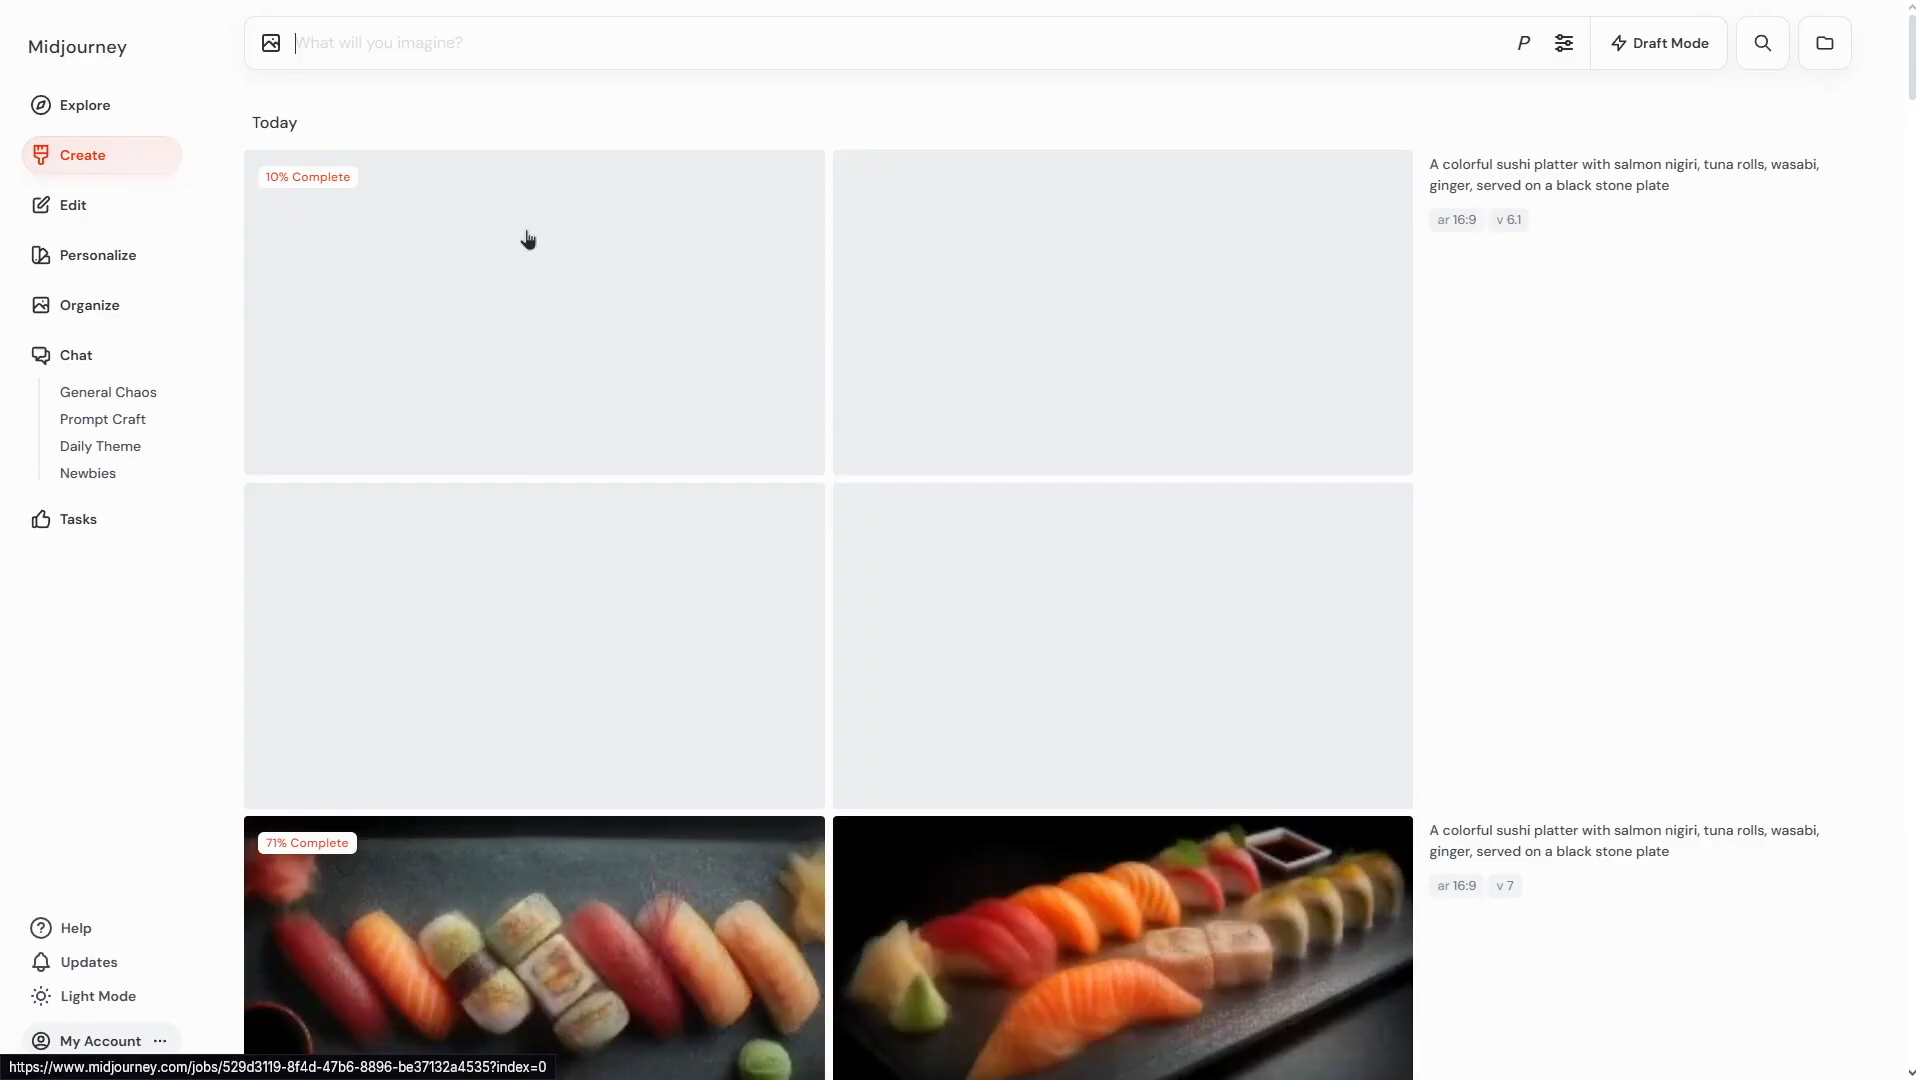 Midjourney
What will you imagine?
P
Draft Mode
Explore
Create
Edit
Personalize
Organize
Chat
General Chaos
Prompt Craft
Daily Theme
Newbies
Tasks
Help
Updates
Light Mode
My Account
Today
10% Complete
A colorful sushi platter with salmon nigiri, tuna rolls, wasabi,
ginger, served on a black stone plate
ar 16:9 v 6.1
71% Complete
A colorful sushi platter with salmon nigiri, tuna rolls, wasabi,
ginger, served on a black stone plate
ar 16:9 v 7
https://www.midjourney.com/jobs/529d3119-8f4d-47b6-8896-be37132a4535?index=0